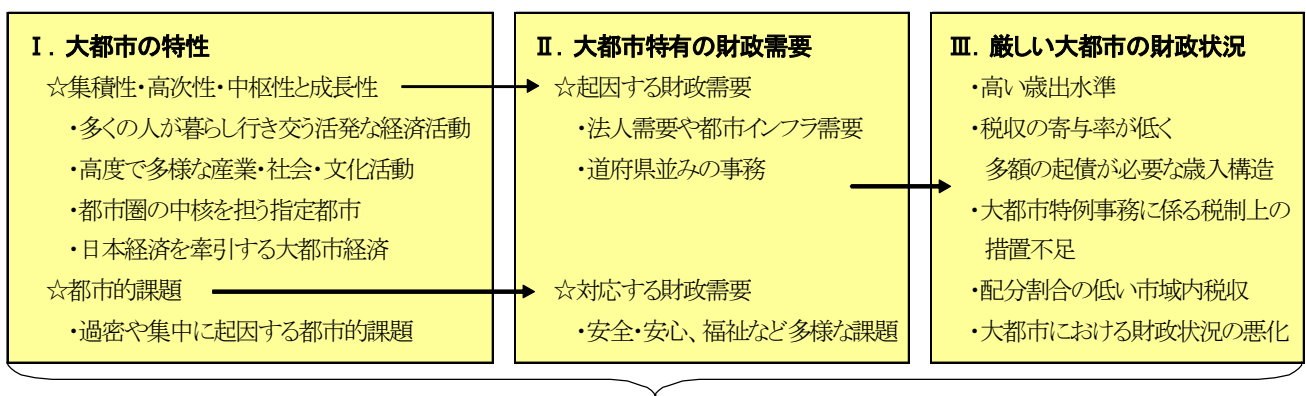 Ⅰ．大都市の特性
☆集積性・高次性・中枢性と成長性
・多くの人が暮らし行き交う活発な経済活動
・高度で多様な産業・社会・文化活動
・都市圏の中核を担う指定都市
・日本経済を牽引する大都市経済
☆都市的課題
・過密や集中に起因する都市的課題
Ⅱ．大都市特有の財政需要
☆起因する財政需要
・法人需要や都市インフラ需要
・道府県並みの事務
☆対応する財政需要
・安全・安心、福祉など多様な課題
Ⅲ．厳しい大都市の財政状況
・高い歳出水準
・税収の寄与率が低く
多額の起債が必要な歳入構造
・大都市特例事務に係る税制上の
措置不足
・配分割合の低い市域内税収
・大都市における財政状況の悪化